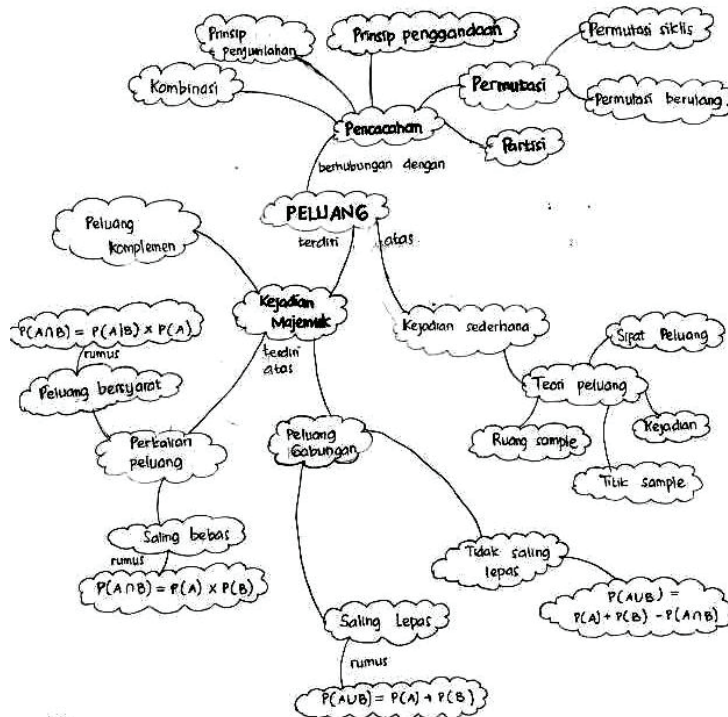 Prinsip
penjumlahan
Prinsip penggandaan
Permutasi siklis
Kombinasi
Permutasi
Permutasi berulang
Pencacahan
Partisi
berhubungan dengan
PELUANG
terdiri
atas
Peluang
komplemen
Kejadian
Majemuk
Kejadian sederhana
P(A∩B) = P(A|B) x P(A)
rumus
terdiri
atas
Sifat Peluang
Peluang bersyarat
Teori peluang
Kejadian
Perkalian
peluang
Peluang
Gabungan
Ruang sample
Titik sample
Saling bebas
rumus
P(A∩B) = P(A) x P(B)
Tidak saling
lepas
P(A∪B) =
P(A) + P(B) - P(A∩B)
Saling Lepas
rumus
P(A∪B) = P(A) + P(B)